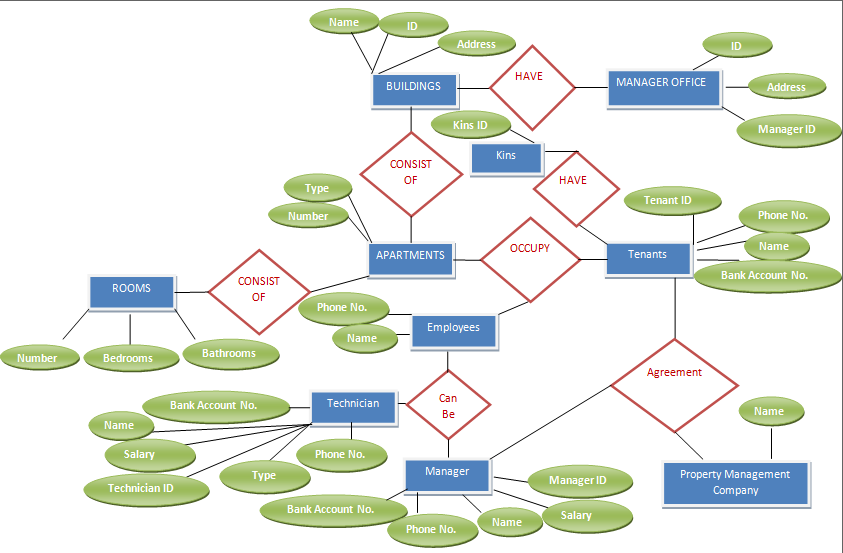 Name
ID
Address
BUILDINGS
HAVE
MANAGER OFFICE
ID
Address
Manager ID
Kins ID
Kins
CONSIST
OF
HAVE
Type
Number
Tenant ID
Phone No.
Name
Bank Account No.
APARTMENTS
OCCUPY
Tenants
ROOMS
CONSIST
OF
Phone No.
Name
Employees
Number
Bedrooms
Bathrooms
Agreement
Can
Be
Technician
Bank Account No.
Name
Salary
Technician ID
Type
Phone No.
Name
Manager
Property Management
Company
Manager ID
Salary
Name
Phone No.
Bank Account No.